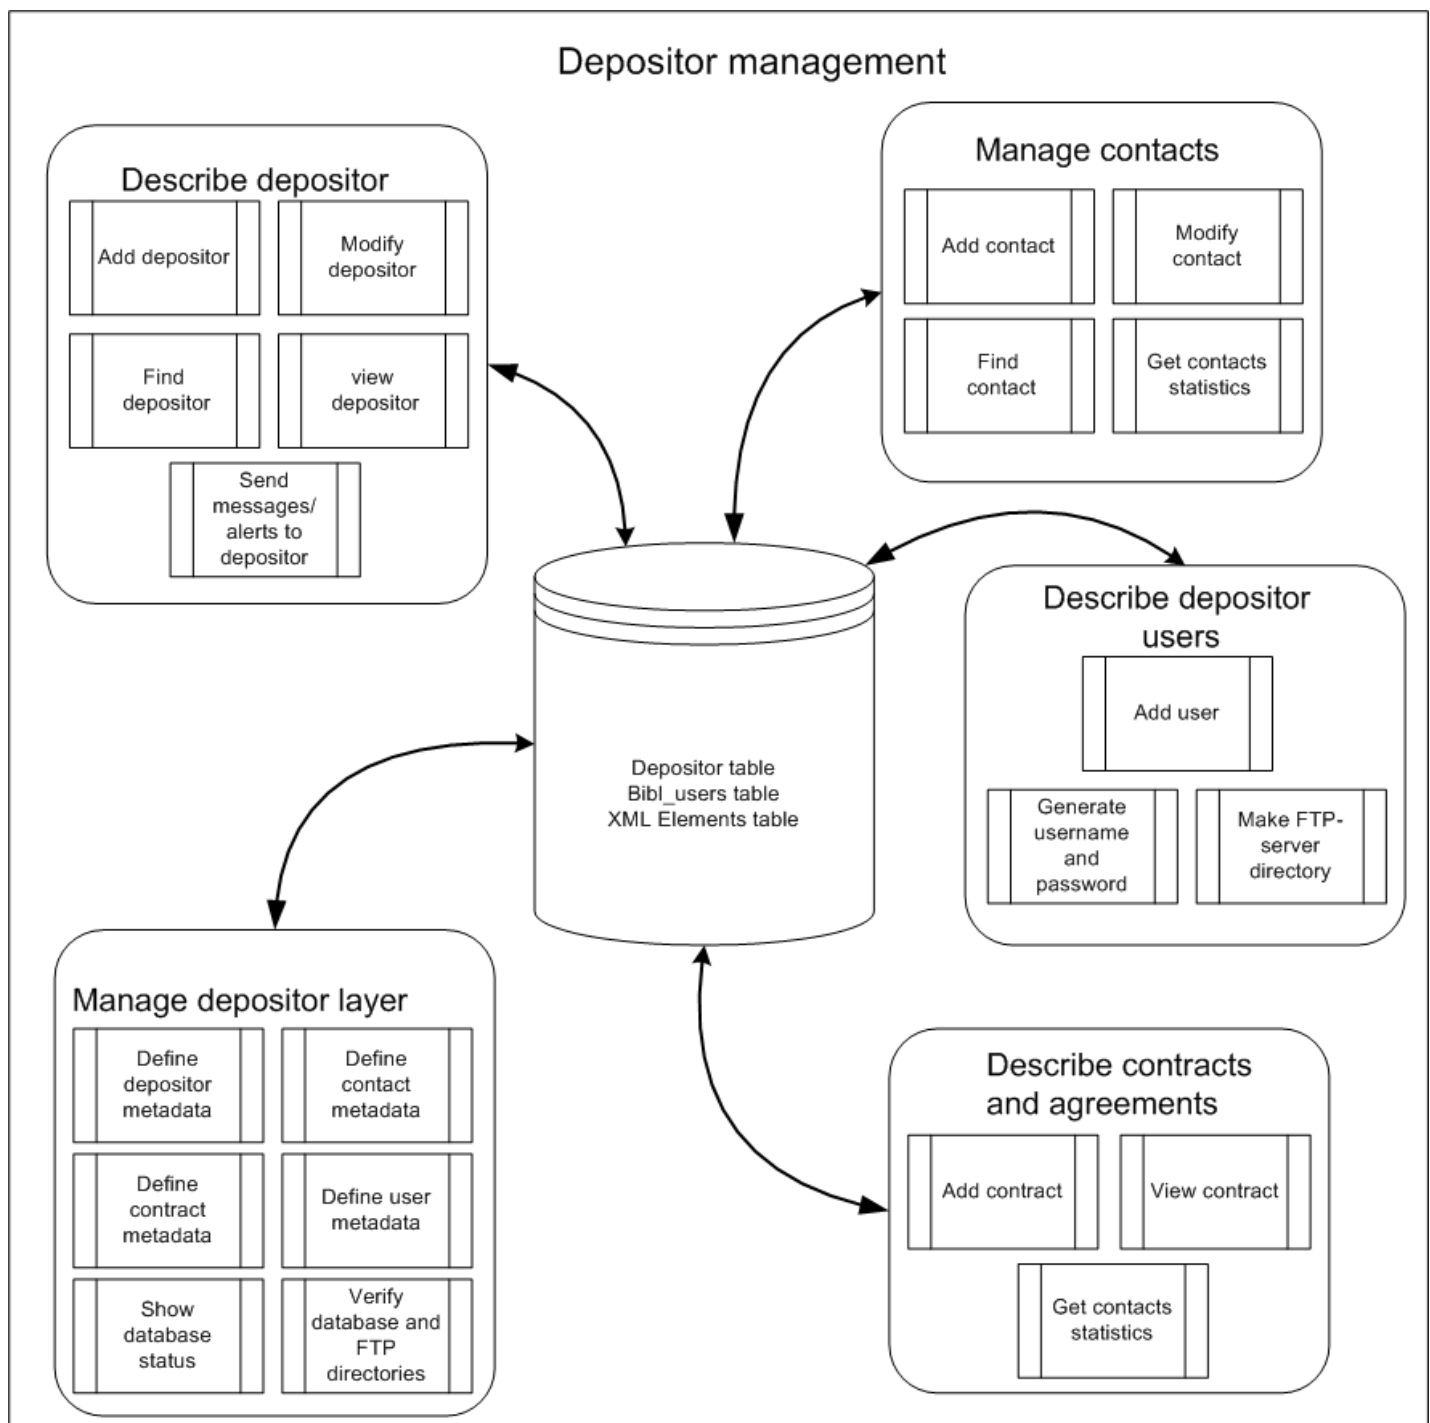 Depositor management
Describe depositor
Add depositor
Modify
depositor
Find
depositor
view
depositor
Send
messages/
alerts to
depositor
Manage contacts
Add contact
Modify
contact
Find
contact
Get contacts
statistics
Describe depositor
users
Add user
Generate
username
and
password
Make FTP-
server
directory
Depositor table
Bibl_users table
XML Elements table
Manage depositor layer
Define
depositor
metadata
Define
contact
metadata
Define
contract
metadata
Define user
metadata
Show
database
status
Verify
database and
FTP
directories
Describe contracts
and agreements
Add contract
View contract
Get contacts
statistics